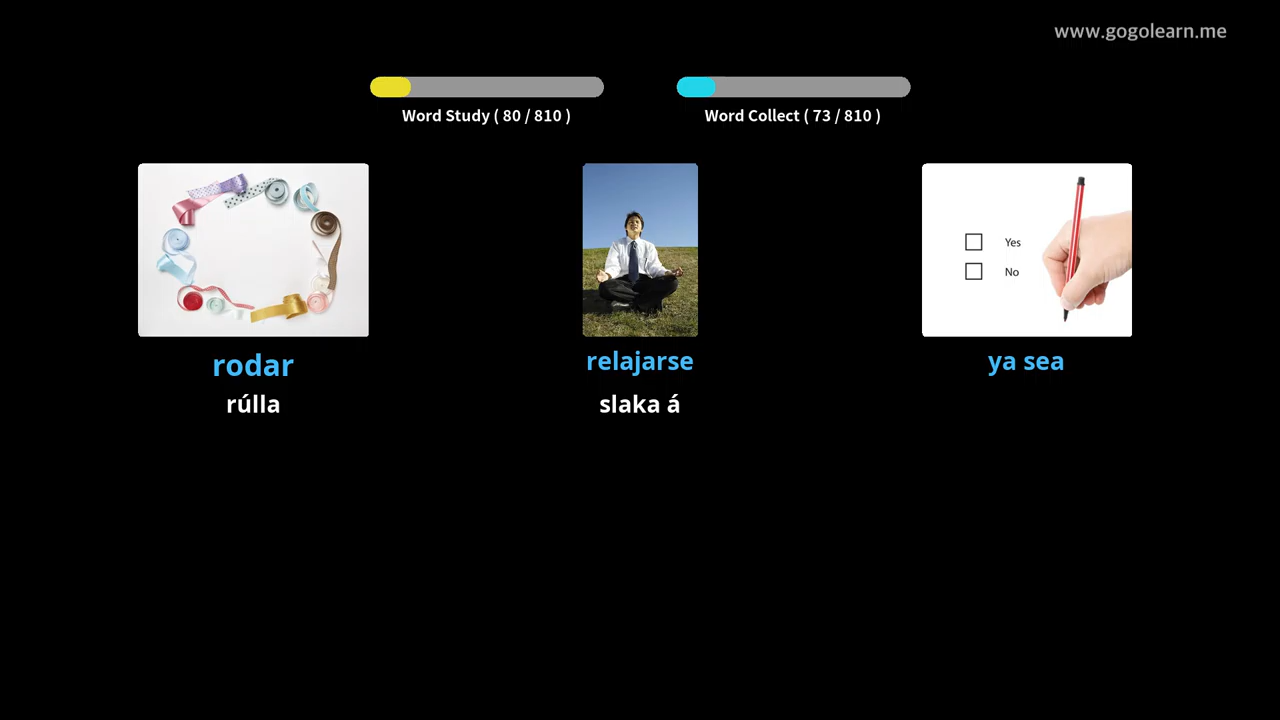 www.gogolearn.me
Word Study ( 80 / 810 )
Word Collect ( 73 / 810 )
Yes
No
rodar
relajarse
ya sea
rúlla
slaka á